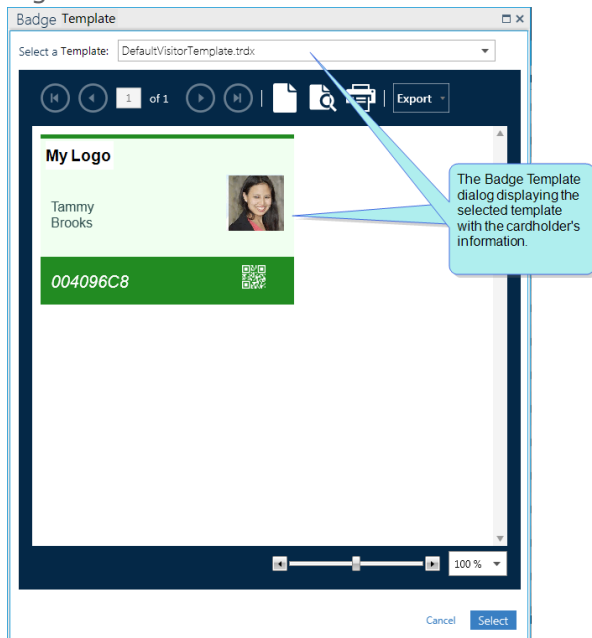 Badge Template
Select a Template: DefaultVisitorTemplate.trdx
1 of 1 Export
My Logo
Tammy
Brooks
004096C8
The Badge Template
dialog displaying the
selected template
with the cardholder's
information.
100 %
Cancel Select